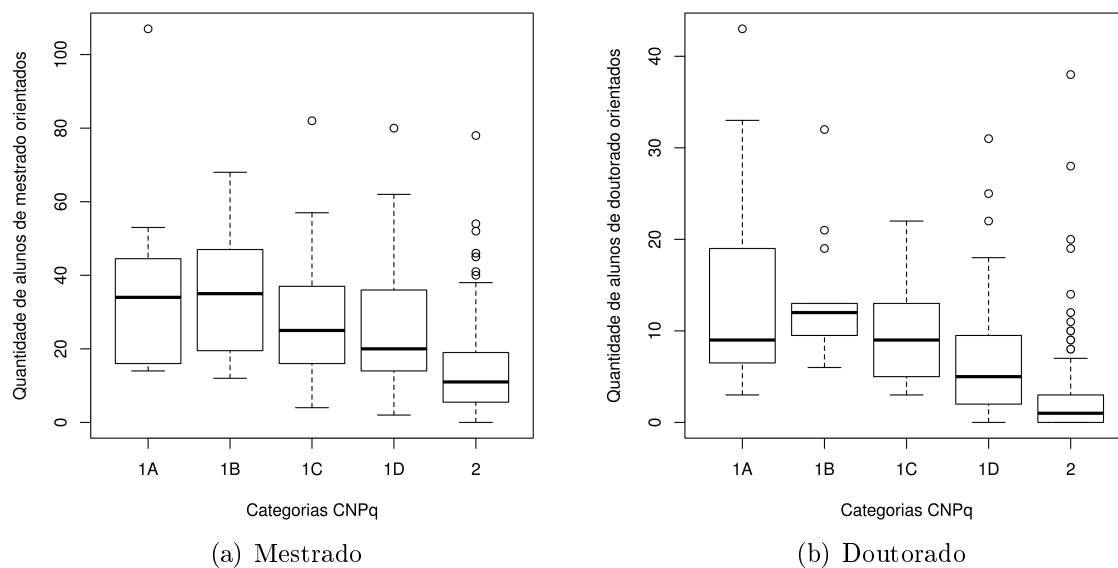 Quantidade de alunos de mestrado orientados
100
80
60
40
20
0
1A 1B 1C 1D 2
Categorias CNPq
(a) Mestrado
Quantidade de alunos de doutorado orientados
40
30
20
10
0
1A 1B 1C 1D 2
Categorias CNPq
(b) Doutorado